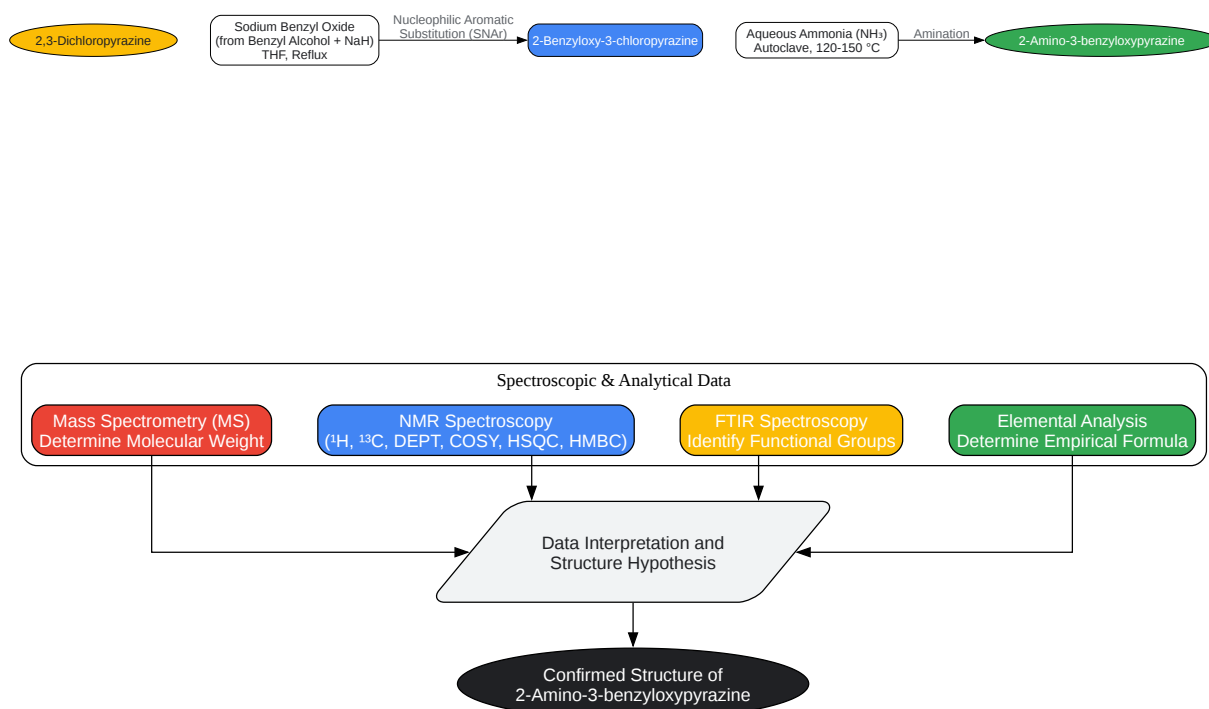 2,3-Dichloropyrazine
Sodium Benzyl Oxide
(from Benzyl Alcohol + NaH)
THF, Reflux
Nucleophilic Aromatic
Substitution (SNAr)
2-Benzyloxy-3-chloropyrazine
Aqueous Ammonia (NH₃)
Autoclave, 120-150 °C
Amination
2-Amino-3-benzyloxypyrazine
Spectroscopic & Analytical Data
Mass Spectrometry (MS)
Determine Molecular Weight
NMR Spectroscopy
(¹H, ¹³C, DEPT, COSY, HSQC, HMBC)
FTIR Spectroscopy
Identify Functional Groups
Elemental Analysis
Determine Empirical Formula
Data Interpretation and
Structure Hypothesis
Confirmed Structure of
2-Amino-3-benzyloxypyrazine